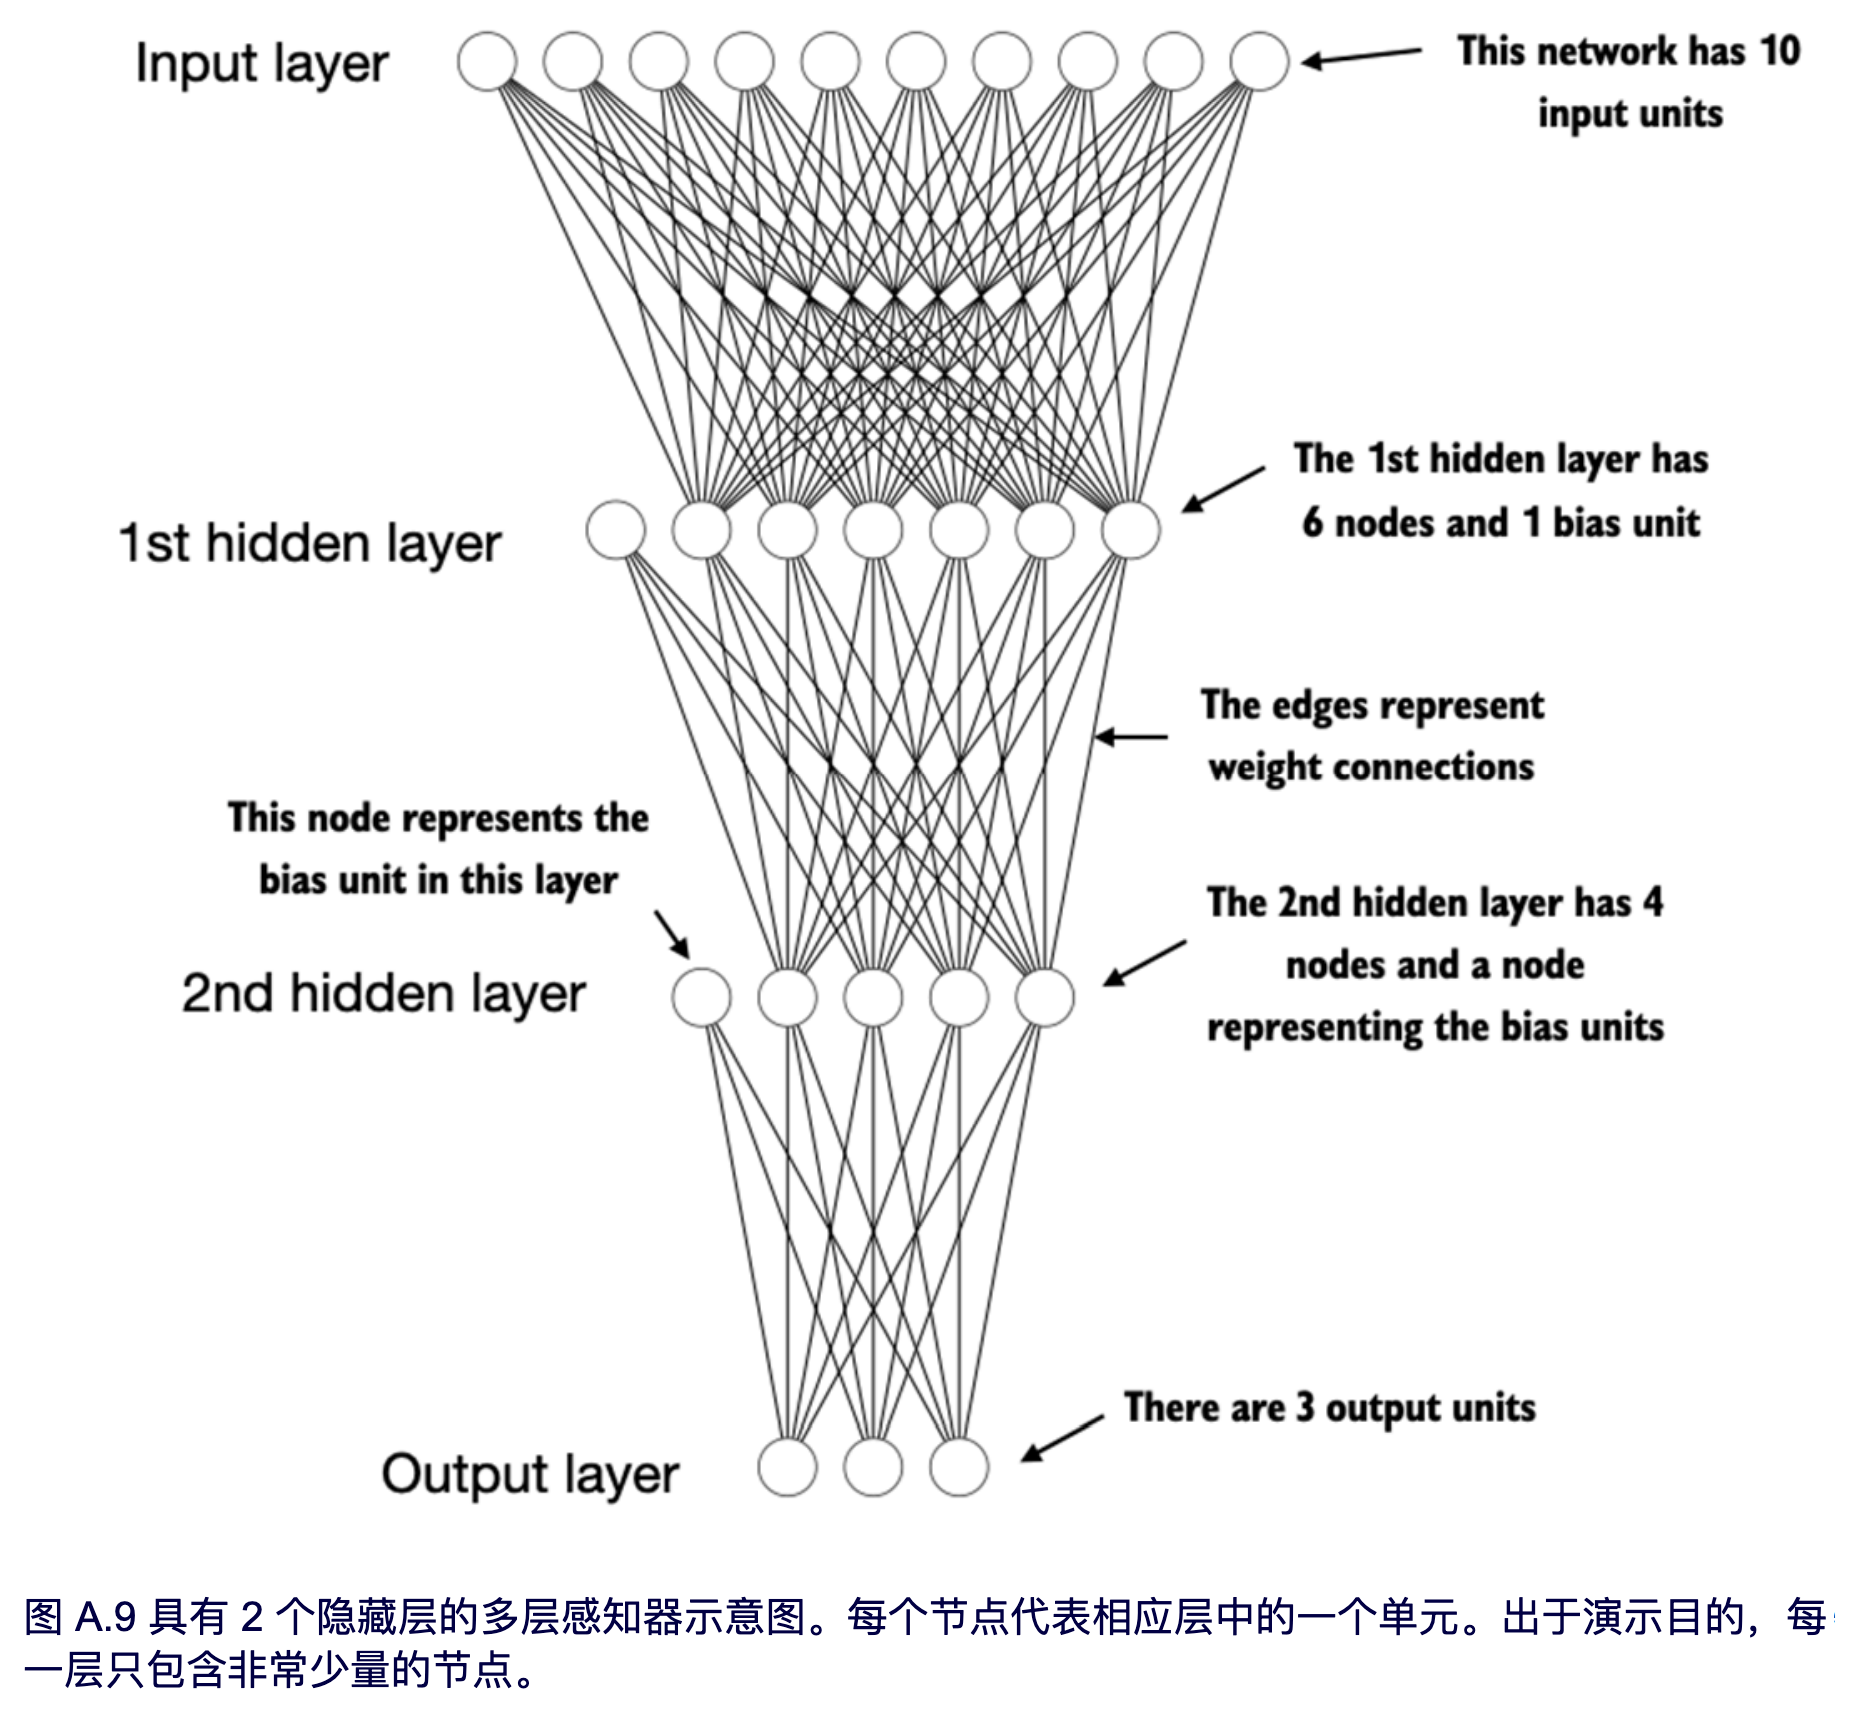 Input layer
This network has 10
input units
The 1st hidden layer has
6 nodes and 1 bias unit
1st hidden layer
The edges represent
weight connections
This node represents the
bias unit in this layer
The 2nd hidden layer has 4
nodes and a node
representing the bias units
2nd hidden layer
There are 3 output units
Output layer
图 A.9 具有 2 个隐藏层的多层感知器示意图。每个节点代表相应层中的一个单元。出于演示目的，每
一层只包含非常少量的节点。